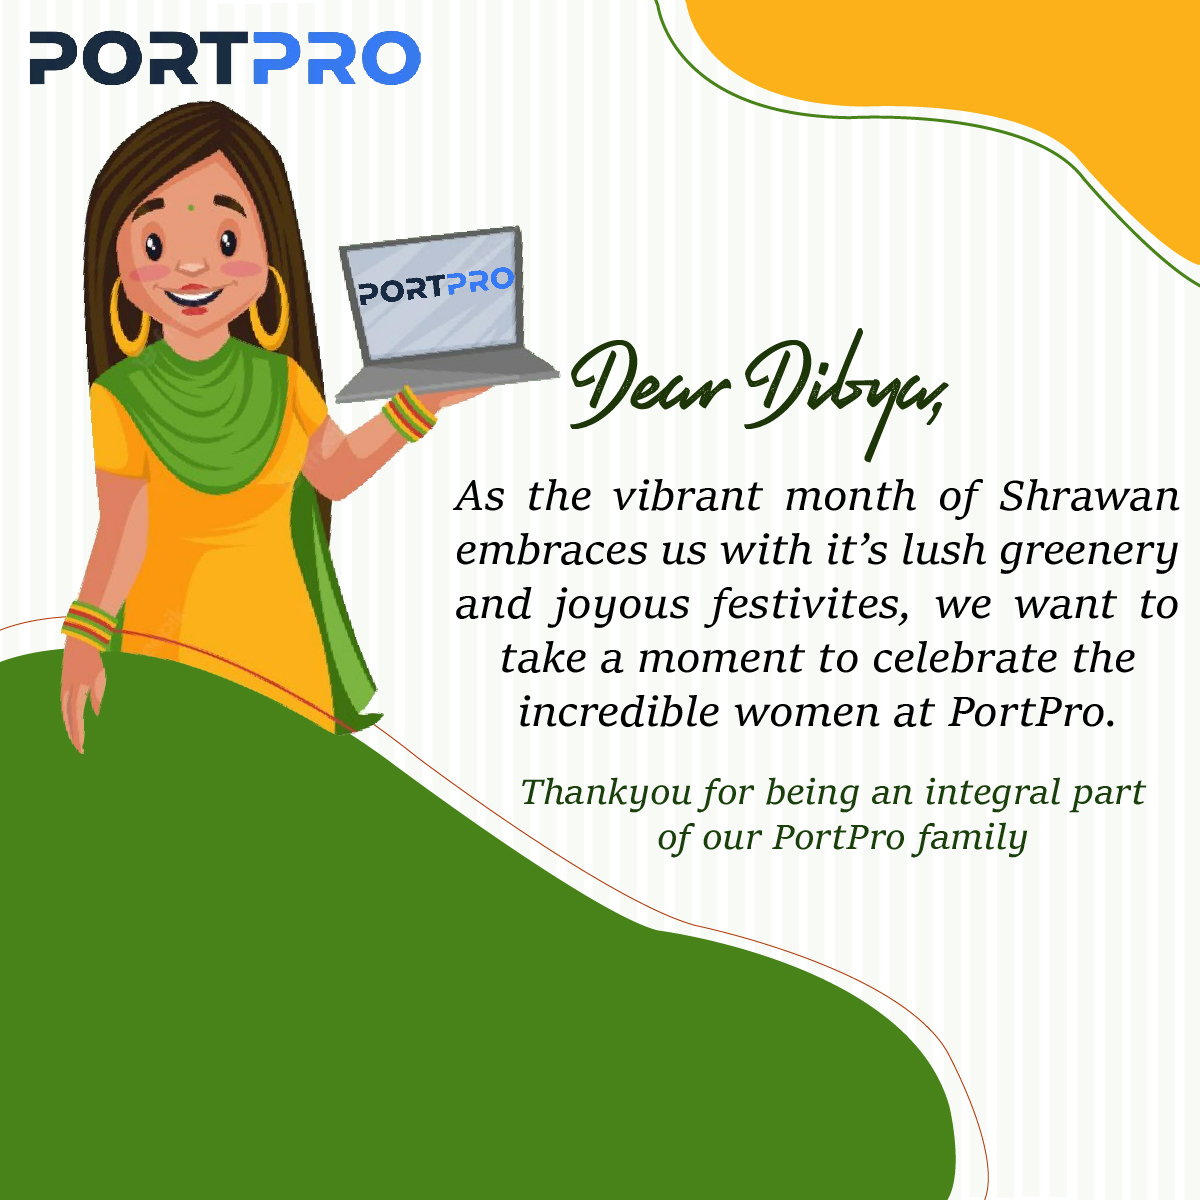 PORTPRO
PORTPRO
Dear Dibya,
As the vibrant month of Shrawan
embraces us with it's lush greenery
and joyous festivites, we want to
take a moment to celebrate the
incredible women at PortPro.
Thankyou for being an integral part
of our PortPro family